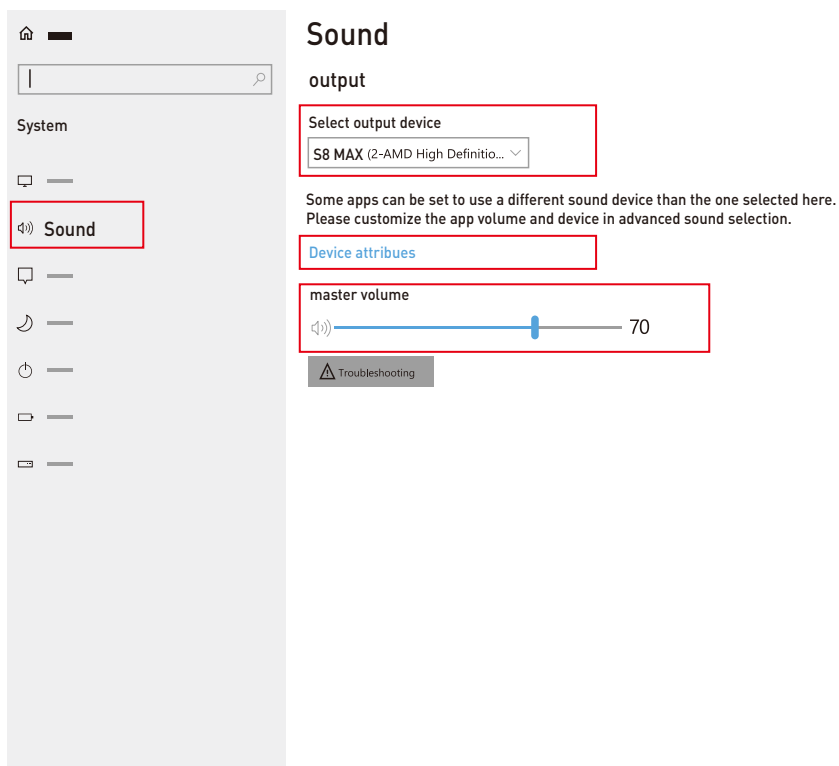 System
Sound
Sound
output
Select output device
S8 MAX (2-AMD High Definitio...
Some apps can be set to use a different sound device than the one selected here.
Please customize the app volume and device in advanced sound selection.
Device attribues
master volume
70
Troubleshooting